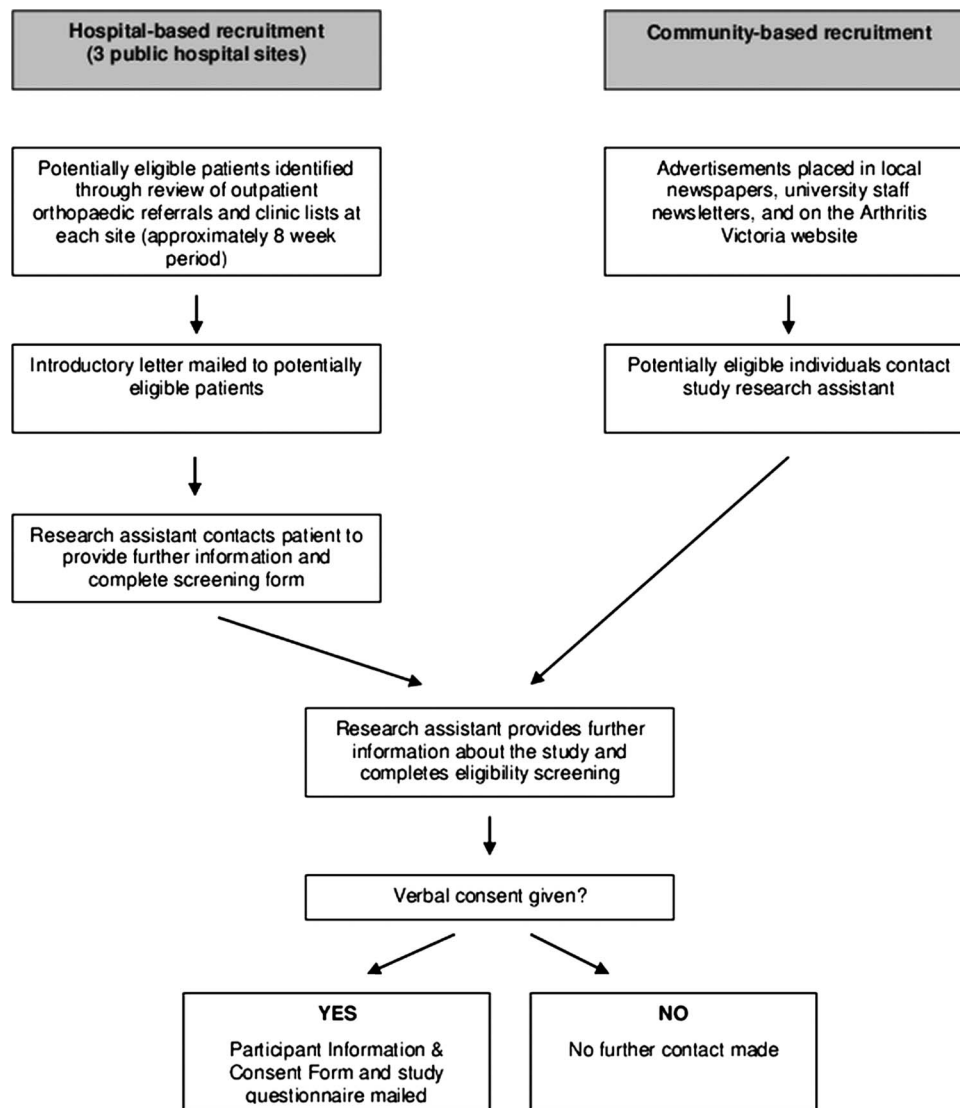 Hospital-based recruitment
(3 public hospital sites)
Community-based recruitment
Potentially eligible patients identified
through review of outpatient
orthopaedic referrals and clinic lists at
each site (approximately 8 week
period)
Advertisements placed in local
newspapers, university staff
newsletters, and on the Arthritis
Victoria website
Introductory letter mailed to potentially
eligible patients
Potentially eligible individuals contact
study research assistant
Research assistant contacts patient to
provide further information and
complete screening form
Research assistant provides further
information about the study and
completes eligibility screening
Verbal consent given?
YES
Participant Information &
Consent Form and study
questionnaire mailed
NO
No further contact made